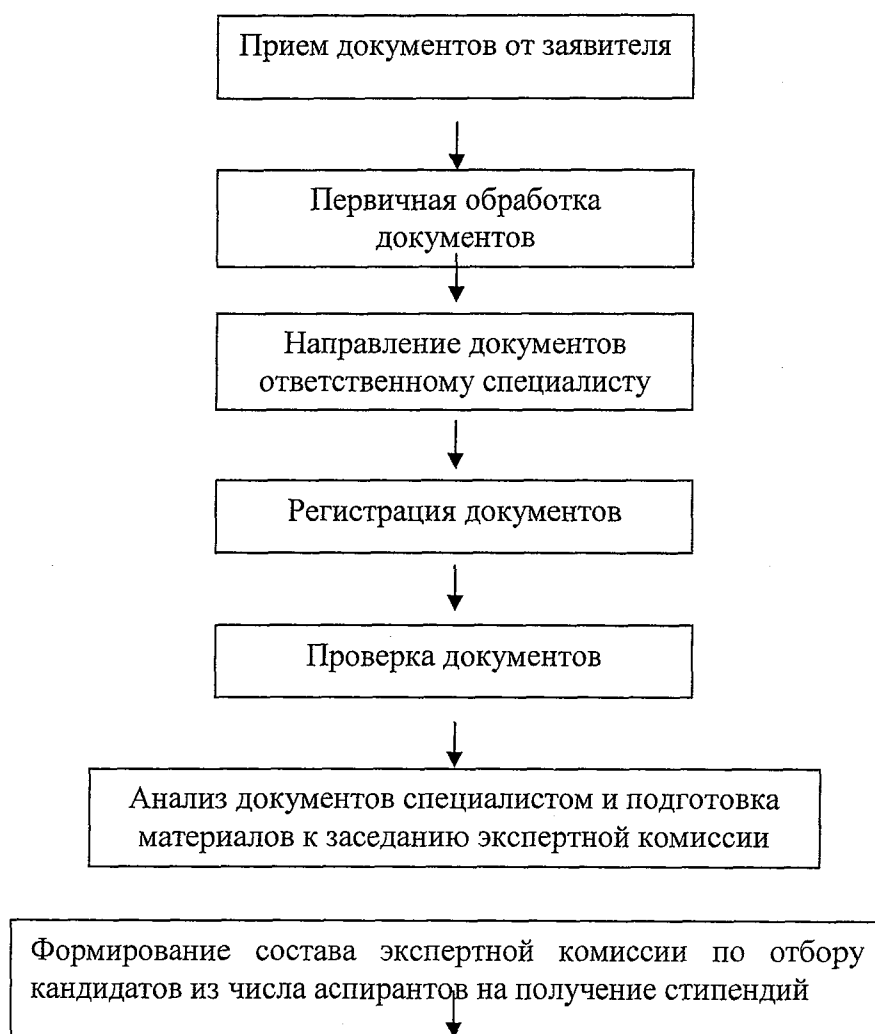 Прием документов от заявителя
Первичная обработка
документов
Направление документов
ответственному специалисту
Регистрация документов
Проверка документов
Анализ документов специалистом и подготовка
материалов к заседанию экспертной комиссии
Формирование состава экспертной комиссии по отбору
кандидатов из числа аспирантов на получение стипендий